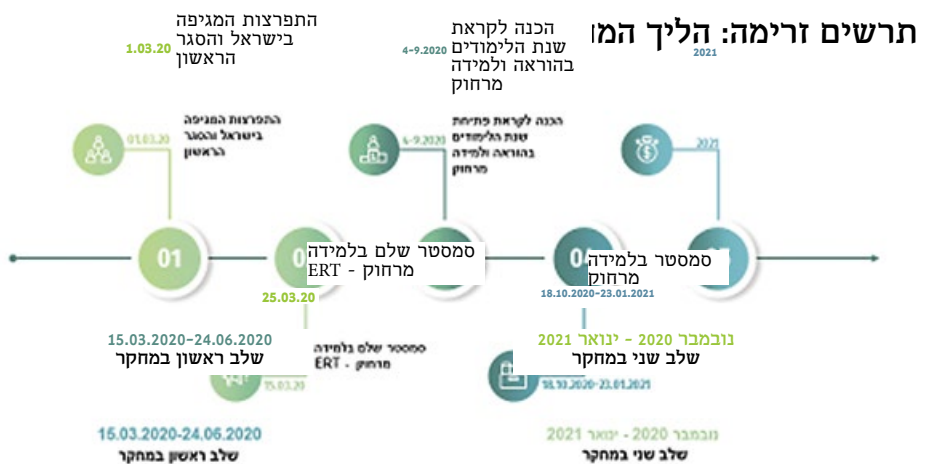 תרשים זרימה: הליך המו
2021
התפרצות המגיפה
בישראל והסגר
הראשון
1.03.20
הכנה לקראת
שנת הלימודים
בהוראה ולמידה
מרחוק
4-9.2020
התפרצות המגיפה
בישראל והסגר
הראשון
01.03.20
הכנה לקראת פתיחת
שנת הלימודים
בהוראה ולמידה
מרחוק
4-9.2020
2021
01
סמסטר שלם בלמידה
מרחוק - ERT
25.03.20
סמסטר בלמידה
מרחוק
18.10.2020-23.01.2021
15.03.2020-24.06.2020
שלב ראשון במחקר
נובמבר 2020 - ינואר 2021
שלב שני במחקר
סמסטר שלם בלמידה
מרחוק - ERT
15.03.20
18.10.2020-23.01.2021
15.03.2020-24.06.2020
שלב ראשון במחקר
נובמבר 2020 - ינואר 2021
שלב שני במחקר